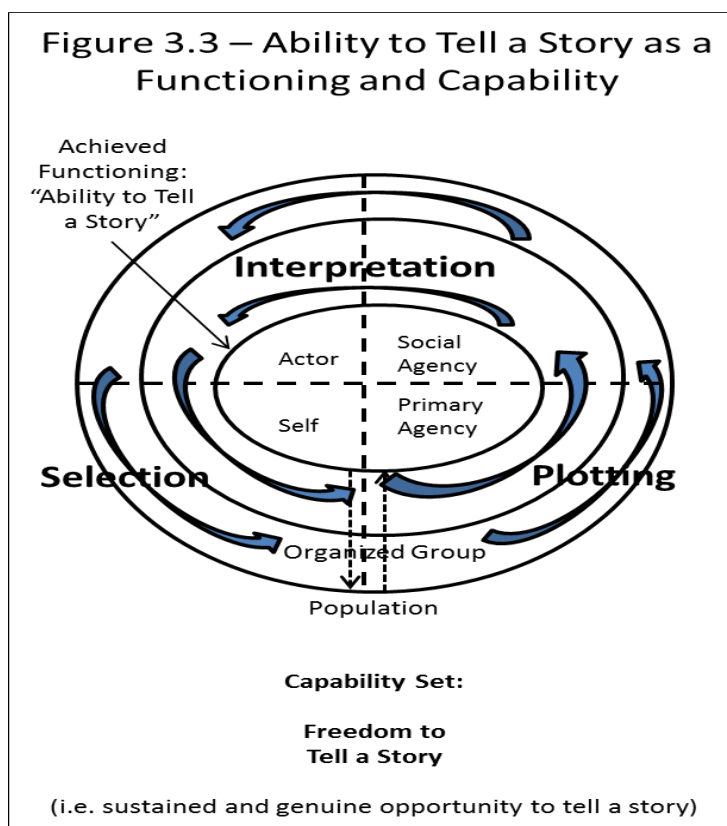 Figure 3.3 – Ability to Tell a Story as a
Functioning and Capability
Achieved
Functioning:
“Ability to Tell
a Story”
Interpretation
Actor
Social
Agency
Self
Primary
Agency
Selection
Plotting
Organized Group
Population
Capability Set:
Freedom to
Tell a Story
(i.e. sustained and genuine opportunity to tell a story)